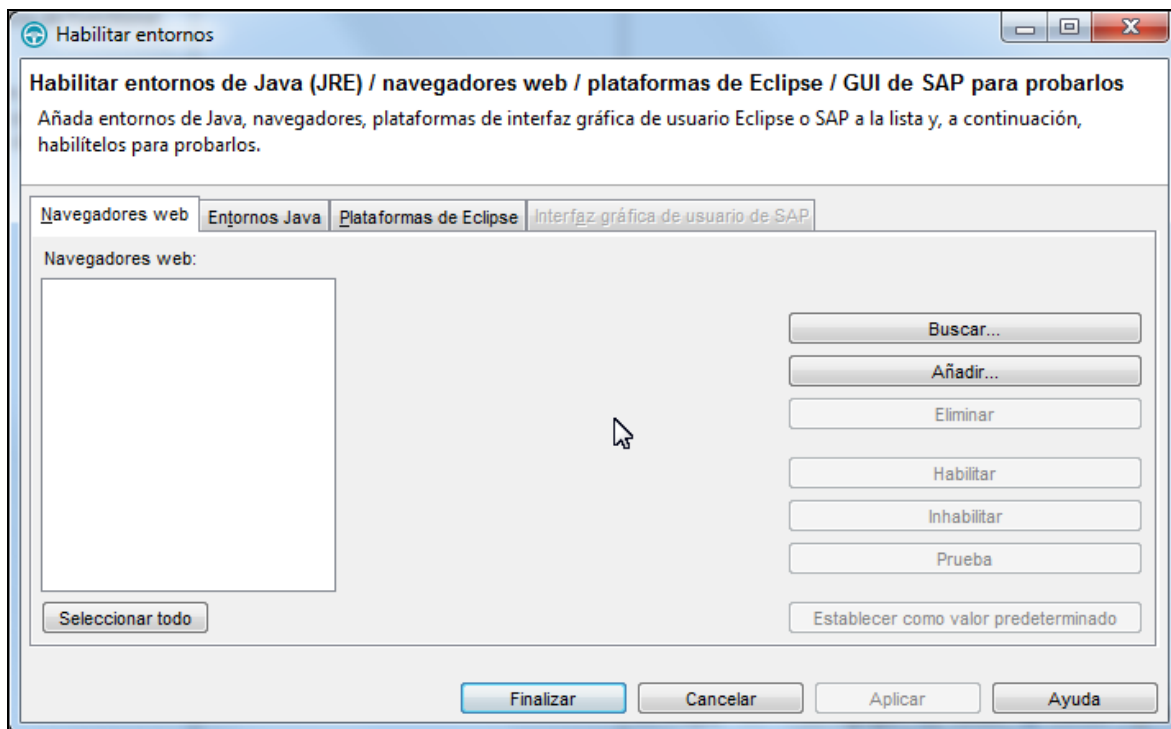 Habilitar entornos
Habilitar entornos de Java (JRE) / navegadores web / plataformas de Eclipse / GUI de SAP para probarlos
Añada entornos de Java, navegadores, plataformas de interfaz gráfica de usuario Eclipse o SAP a la lista y, a continuación,
habilítelos para probarlos.
Navegadores web Entornos Java Plataformas de Eclipse Interfaz gráfica de usuario de SAP
Navegadores web:
Buscar...
Añadir...
Eliminar
Habilitar
Inhabilitar
Prueba
Seleccionar todo Establecer como valor predeterminado
Finalizar Cancelar Aplicar Ayuda